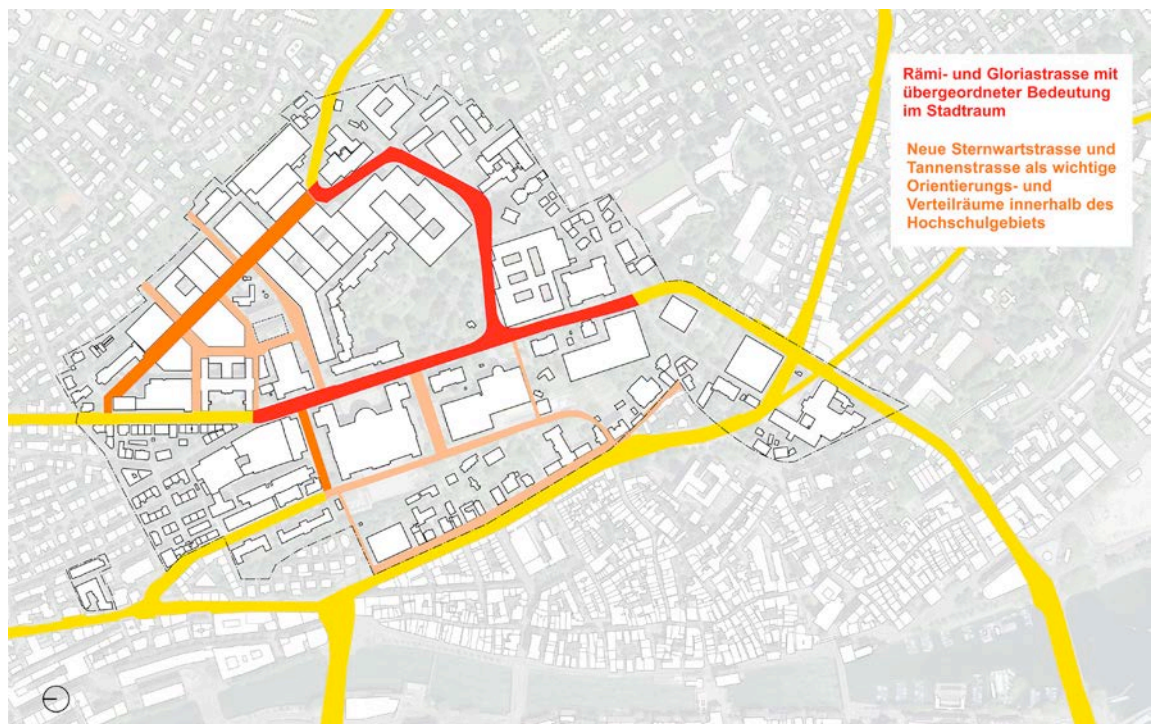 Rämi- und Gloriastrasse mit
übergeordneter Bedeutung
im Stadtraum
Neue Sternwartstrasse und
Tannenstrasse als wichtige
Orientierungs- und
Verteilräume innerhalb des
Hochschulgebiets